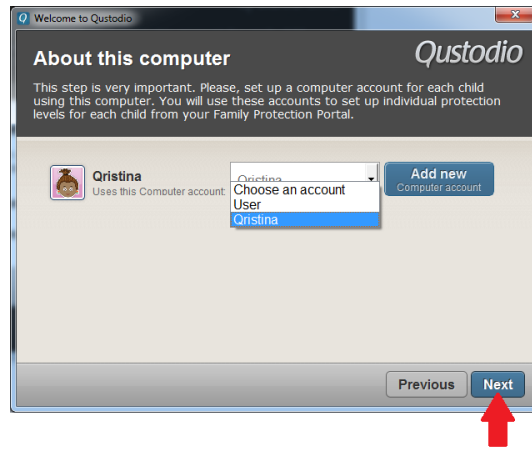 Welcome to Qustodio
About this computer
Qustodio
This step is very important. Please, set up a computer account for each child
using this computer. You will use these accounts to set up individual protection
levels for each child from your Family Protection Portal.
Qristina
Uses this Computer account:
Qristina
Choose an account
User
Qristina
Add new
Computer account
Previous
Next